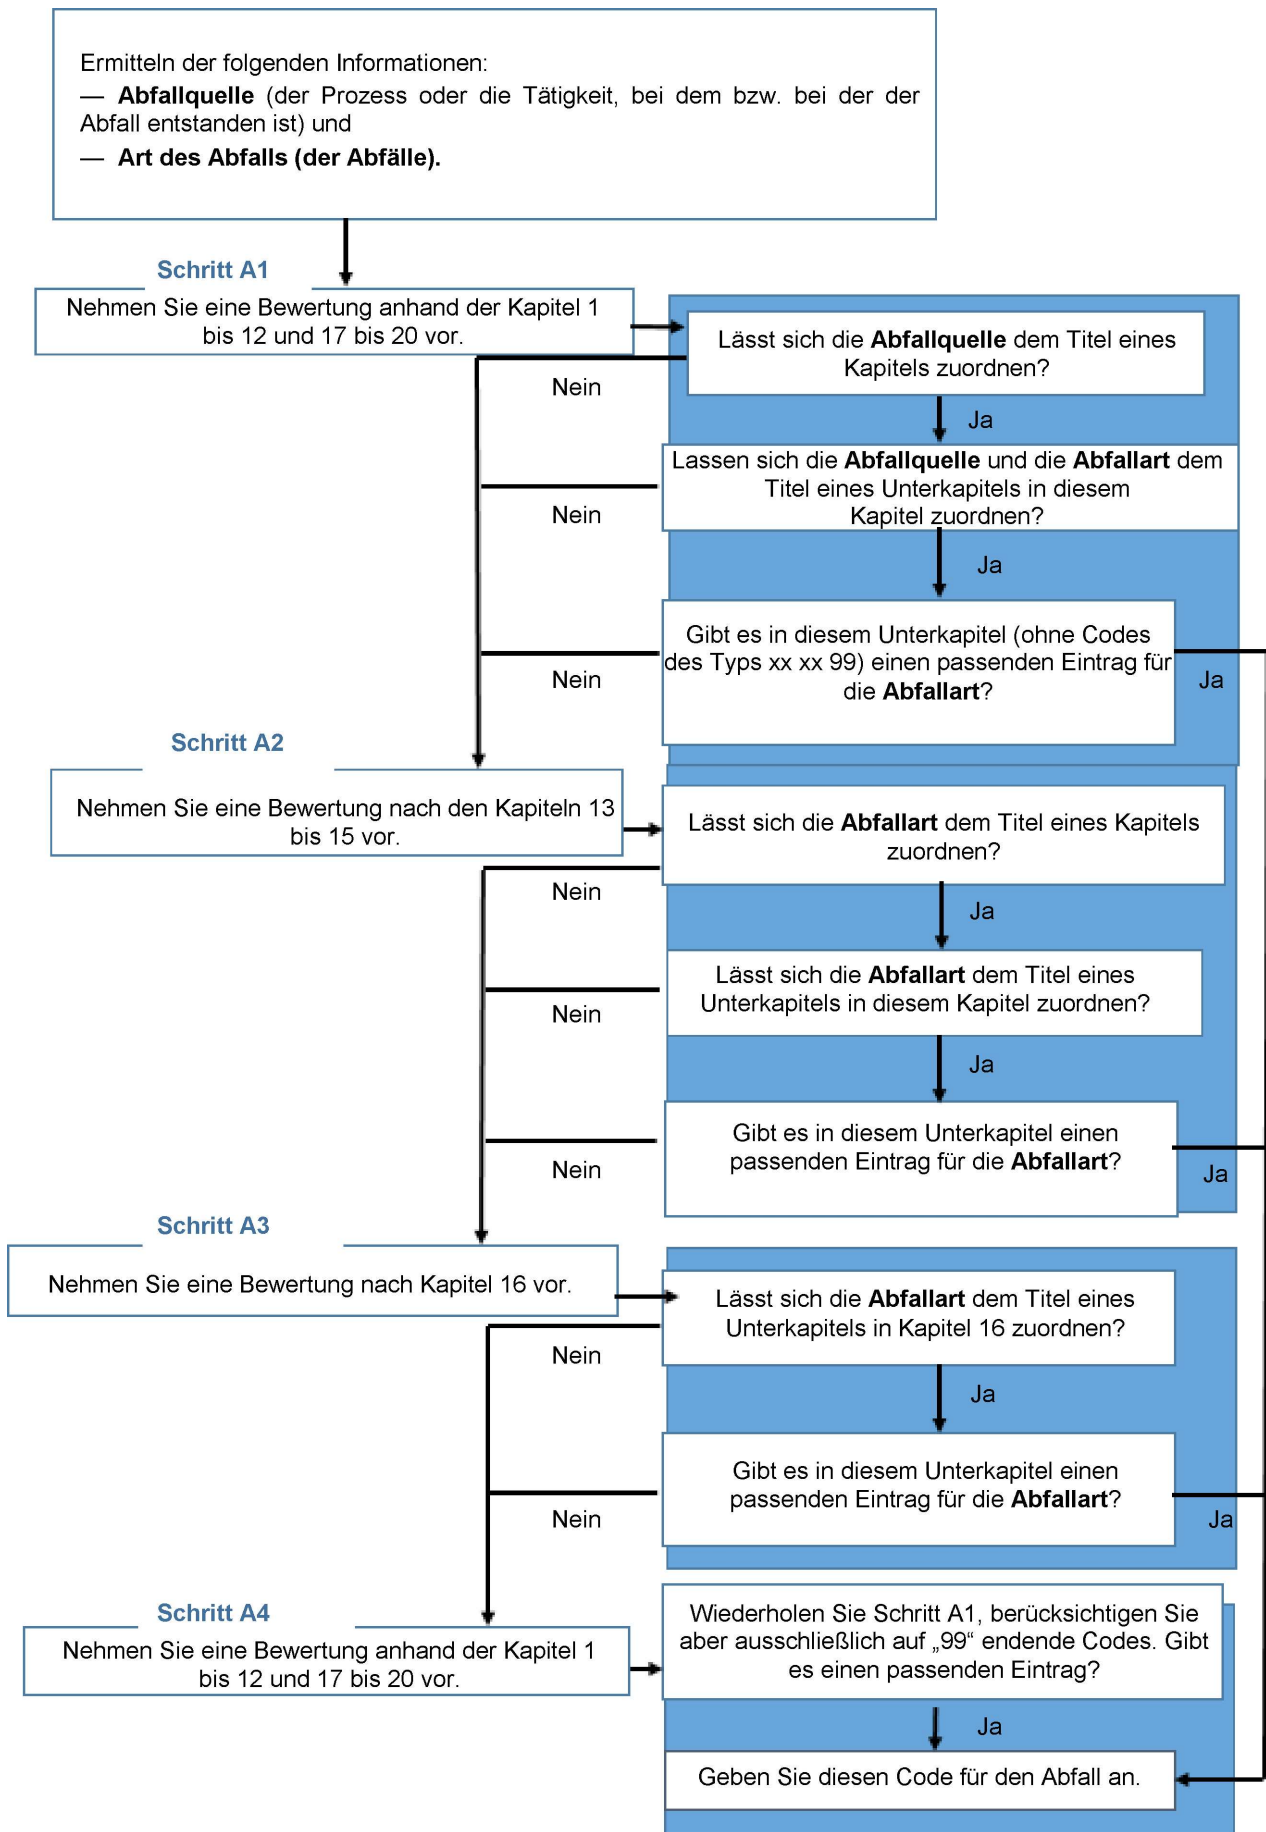 Ermitteln der folgenden Informationen:
— Abfallquelle (der Prozess oder die Tätigkeit, bei dem bzw. bei der der
Abfall entstanden ist) und
— Art des Abfalls (der Abfälle).
Schritt A1
Nehmen Sie eine Bewertung anhand der Kapitel 1
bis 12 und 17 bis 20 vor.
Lässt sich die Abfallquelle dem Titel eines
Kapitels zuordnen?
Nein
Ja
Lassen sich die Abfallquelle und die Abfallart dem
Titel eines Unterkapitels in diesem
Kapitel zuordnen?
Nein
Ja
Gibt es in diesem Unterkapitel (ohne Codes
des Typs xx xx 99) einen passenden Eintrag für
die Abfallart?
Nein
Ja
Schritt A2
Nehmen Sie eine Bewertung nach den Kapiteln 13
bis 15 vor.
Lässt sich die Abfallart dem Titel eines Kapitels
zuordnen?
Nein
Ja
Lässt sich die Abfallart dem Titel eines
Unterkapitels in diesem Kapitel zuordnen?
Nein
Ja
Gibt es in diesem Unterkapitel einen
passenden Eintrag für die Abfallart?
Nein
Ja
Schritt A3
Nehmen Sie eine Bewertung nach Kapitel 16 vor.
Lässt sich die Abfallart dem Titel eines
Unterkapitels in Kapitel 16 zuordnen?
Nein
Ja
Gibt es in diesem Unterkapitel einen
passenden Eintrag für die Abfallart?
Nein
Ja
Schritt A4
Nehmen Sie eine Bewertung anhand der Kapitel 1
bis 12 und 17 bis 20 vor.
Wiederholen Sie Schritt A1, berücksichtigen Sie
aber ausschließlich auf „99“ endende Codes. Gibt
es einen passenden Eintrag?
Ja
Geben Sie diesen Code für den Abfall an.